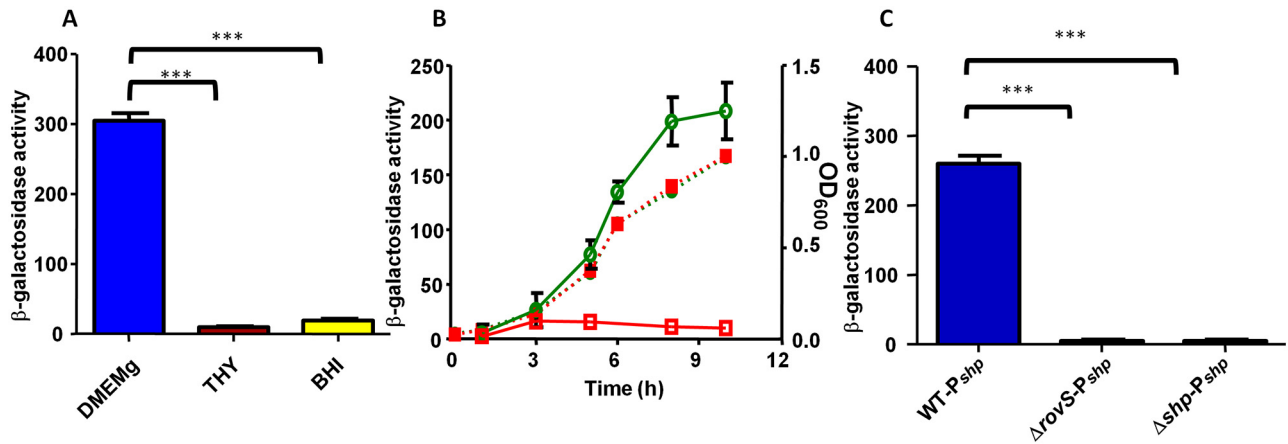 A
β-galactosidase activity
400
300
200
100
0
***
***
DMEMg
THY
BHI
B
β-galactosidase activity
250
200
150
100
50
0
0
3
6
9
12
Time (h)
1.5
1.0
0.5
0.0
OD600
C
β-galactosidase activity
400
300
200
100
0
***
***
WT-Pshp
ΔrovS-Pshp
Δshp-Pshp